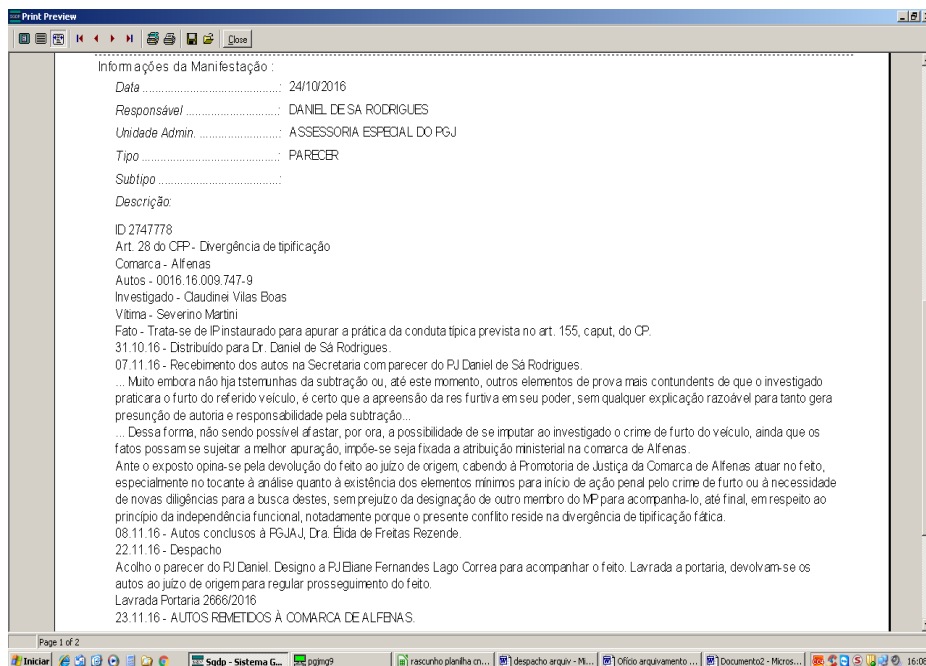 Print Preview
Close
Informações da Manifestação :
Data ............................................: 24/10/2016
Responsável .............................: DANIEL DE SA RODRIGUES
Unidade Admin. .........................: ASSESSORIA ESPECIAL DO PGJ
Tipo ...........................................: PARECER
Subtipo ......................................:
Descrição:
ID 2747778
Art. 28 do CPP - Divergência de tipificação
Comarca - Alfenas
Autos - 0016.16.009.747-9
Investigado - Claudinei Vilas Boas
Vítima - Severino Martini
Fato - Trata-se de IP instaurado para apurar a prática da conduta típica prevista no art. 155, caput, do CP.
31.10.16 - Distribuído para Dr. Daniel de Sá Rodrigues.
07.11.16 - Recebimento dos autos na Secretaria com parecer do PJ Daniel de Sá Rodrigues.
... Muito embora não hja tstemunhas da subtração ou, até este momento, outros elementos de prova mais contundents de que o investigado
praticara o furto do referido veículo, é certo que a apreensão da res furtiva em seu poder, sem qualquer explicação razoável para tanto gera
presunção de autoria e responsabilidade pela subtração...
... Dessa forma, não sendo possível afastar, por ora, a possibilidade de se imputar ao investigado o crime de furto do veículo, ainda que os
fatos possam se sujeitar a melhor apuração, impõe-se seja fixada a atribuição ministerial na comarca de Alfenas.
Ante o exposto opina-se pela devolução do feito ao juízo de origem, cabendo à Promotoria de Justiça da Comarca de Alfenas atuar no feito,
especialmente no tocante à análise quanto à existência dos elementos mínimos para início de ação penal pelo crime de furto ou à necessidade
de novas diligências para a busca destes, sem prejuízo da designação de outro membro do MP para acompanha-lo, até final, em respeito ao
princípio da independência funcional, notadamente porque o presente conflito reside na divergência de tipificação fática.
08.11.16 - Autos conclusos à PGJAJ, Dra. Élida de Freitas Rezende.
22.11.16 - Despacho
Acolho o parecer do PJ Daniel. Designo a PJ Eliane Fernandes Lago Correa para acompanhar o feito. Lavrada a portaria, devolvam-se os
autos ao juízo de origem para regular prosseguimento do feito.
Lavrada Portaria 2666/2016
23.11.16 - AUTOS REMETIDOS À COMARCA DE ALFENAS.
Page 1 of 2
Iniciar Sqdp - Sistema G... pgjmg9 rascunho planilha cn... despacho arquiv - Mi... Ofício arquivamento ... Documento2 - Micros... 16:08